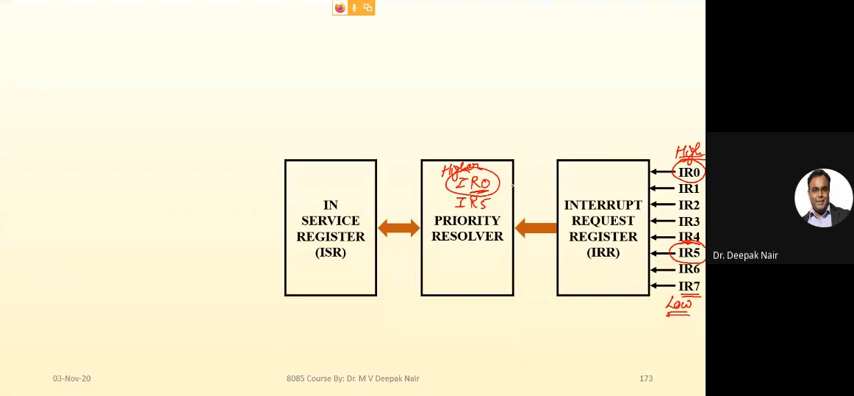 High
IR0
IR1
IR2
IR3
IR4
IR5
IR6
IR7
Low
INTERRUPT
REQUEST
REGISTER
(IRR)
Higher
IR0
IR5
PRIORITY
RESOLVER
IN
SERVICE
REGISTER
(ISR)
Dr. Deepak Nair
03-Nov-20
8085 Course By: Dr. M V Deepak Nair
173